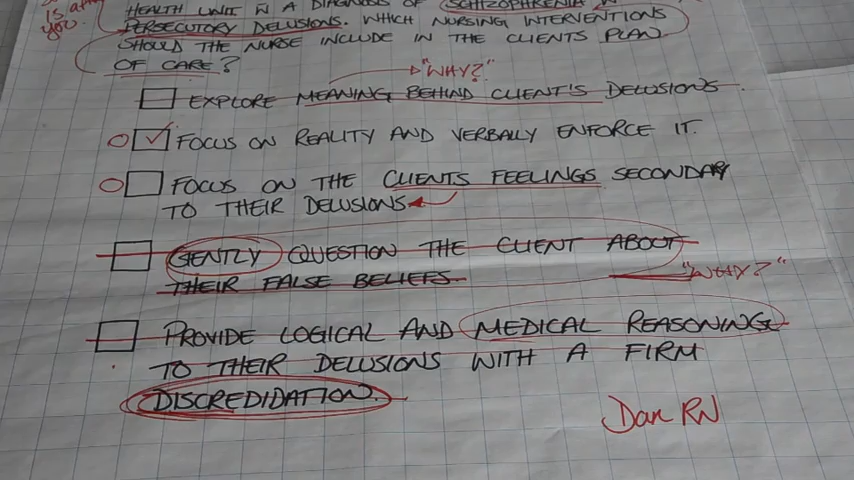 IS AFTER
YOU.
HEALTH UNIT W A DIAGNOSIS OF SCHIZOPHRENIA W
PERSECUTORY DELUSIONS. WHICH NURSING INTERVENTIONS
SHOULD THE NURSE INCLUDE IN THE CLIENTS PLAN
OF CARE?
"WHY?"
EXPLORE MEANING BEHIND CLIENT'S DELUSIONS.
FOCUS ON REALITY AND VERBALLY ENFORCE IT.
FOCUS ON THE CLIENTS FEELINGS SECONDARY
TO THEIR DELUSIONS
GENTLY QUESTION THE CLIENT ABOUT
THEIR FALSE BELIEFS.
"WHY?"
PROVIDE LOGICAL AND MEDICAL REASONING
TO THEIR DELUSIONS WITH A FIRM
DISCREDIDATION.
Dan RN